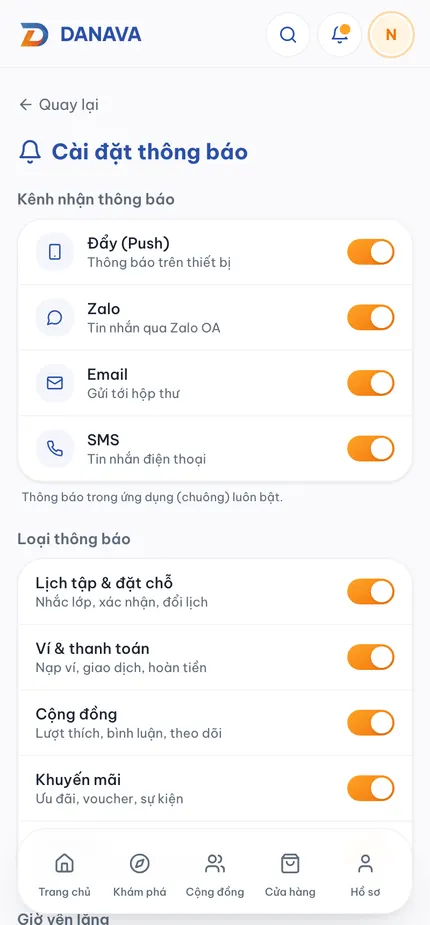 DANAVA
N
Quay lại
Cài đặt thông báo
Kênh nhận thông báo
Đẩy (Push)
Thông báo trên thiết bị
Zalo
Tin nhắn qua Zalo OA
Email
Gửi tới hộp thư
SMS
Tin nhắn điện thoại
Thông báo trong ứng dụng (chuông) luôn bật.
Loại thông báo
Lịch tập & đặt chỗ
Nhắc lớp, xác nhận, đổi lịch
Ví & thanh toán
Nạp ví, giao dịch, hoàn tiền
Cộng đồng
Lượt thích, bình luận, theo dõi
Khuyến mãi
Ưu đãi, voucher, sự kiện
Trang chủ
Khám phá
Cộng đồng
Cửa hàng
Hồ sơ
Giờ yên lặng